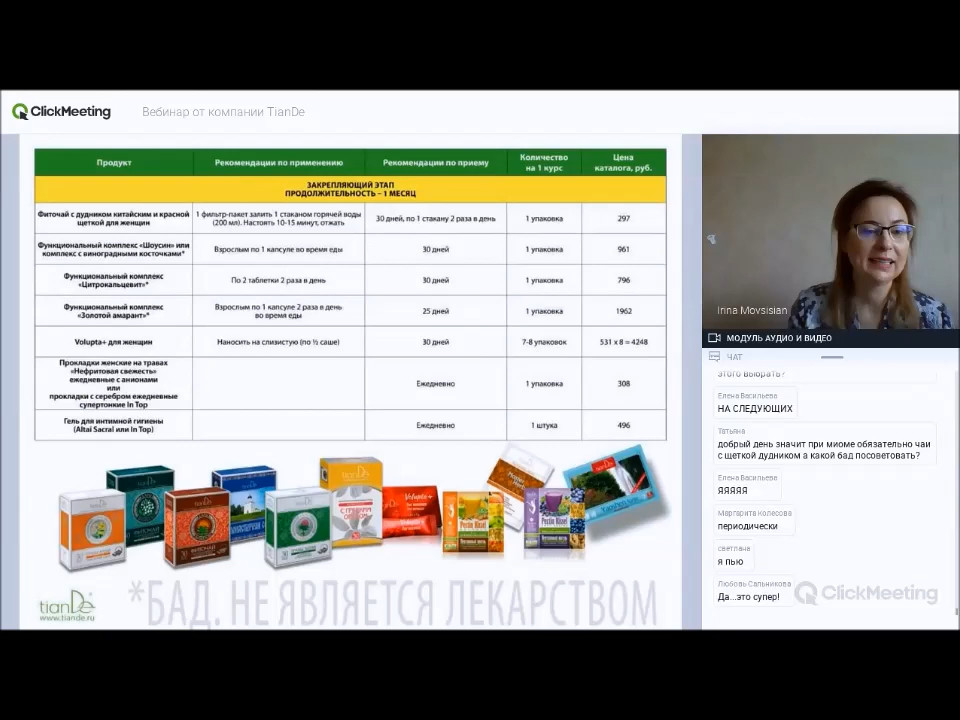 ClickMeeting
Вебинар от компании TianDe
Продукт
Рекомендации по применению
Рекомендации по приему
Количество
на 1 курс
Цена
каталога, руб.
ЗАКРЕПЛЯЮЩИЙ ЭТАП
ПРОДОЛЖИТЕЛЬНОСТЬ – 1 МЕСЯЦ
Фиточай с дудником китайским и красной
щеткой для женщин
1 фильтр-пакет залить 1 стаканом горячей воды
(200 мл). Настоять 10-15 минут, отжать
30 дней, по 1 стакану 2 раза в день
1 упаковка
297
Функциональный комплекс «Шоусин» или
комплекс с виноградными косточками*
Взрослым по 1 капсуле во время еды
30 дней
1 упаковка
961
Функциональный комплекс
«Цитрокальцевит»*
По 2 таблетки 2 раза в день
30 дней
1 упаковка
796
Функциональный комплекс
«Золотой амарант»*
Взрослым по 1 капсуле 2 раза в день
во время еды
25 дней
1 упаковка
1962
Volupta+ для женщин
Наносить на слизистую (по ½ саше)
30 дней
7-8 упаковок
531 x 8 = 4248
Прокладки женские на травах
«Нефритовая свежесть»
ежедневные с анионами
или
прокладки с серебром ежедневные
супертонкие In Top
Ежедневно
1 упаковка
308
Гель для интимной гигиены
(Altai Sacral или In Top)
Ежедневно
1 штука
496
Volupta+
Pectin Kissel
Pectin Kissel
tianDe
www.tiande.ru
*БАД. НЕ ЯВЛЯЕТСЯ ЛЕКАРСТВОМ
Irina Movsisian
МОДУЛЬ АУДИО И ВИДЕО
ЧАТ
этого выбрать?
Елена Васильева
НА СЛЕДУЮЩИХ
Татьяна
добрый день значит при миоме обязательно чаи
с щеткой дудником а какой бад посоветовать?
Елена Васильева
ЯЯЯЯЯ
Маргарита Колесова
периодически
светлана
я пью
Любовь Сальникова
Да...это супер!
ClickMeeting